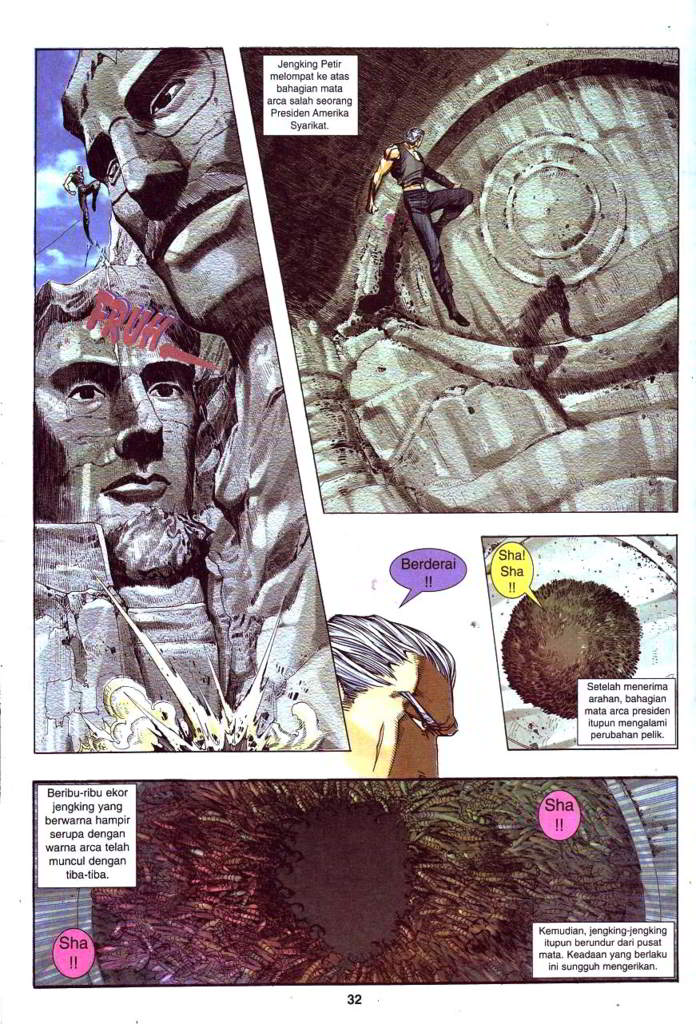 Jengking Petir
melompat ke atas
bahagian mata
arca salah seorang
Presiden Amerika
Syarikat.
FRUH
Berderai
!!
Sha!
Sha
!!
Setelah menerima
arahan, bahagian
mata arca presiden
itupun mengalami
perubahan pelik.
Beribu-ribu ekor
jengking yang
berwarna hampir
serupa dengan
warna arca telah
muncul dengan
tiba-tiba.
Sha
!!
Sha
!!
Kemudian, jengking-jengking
itupun berundur dari pusat
mata. Keadaan yang berlaku
ini sungguh mengerikan.
32